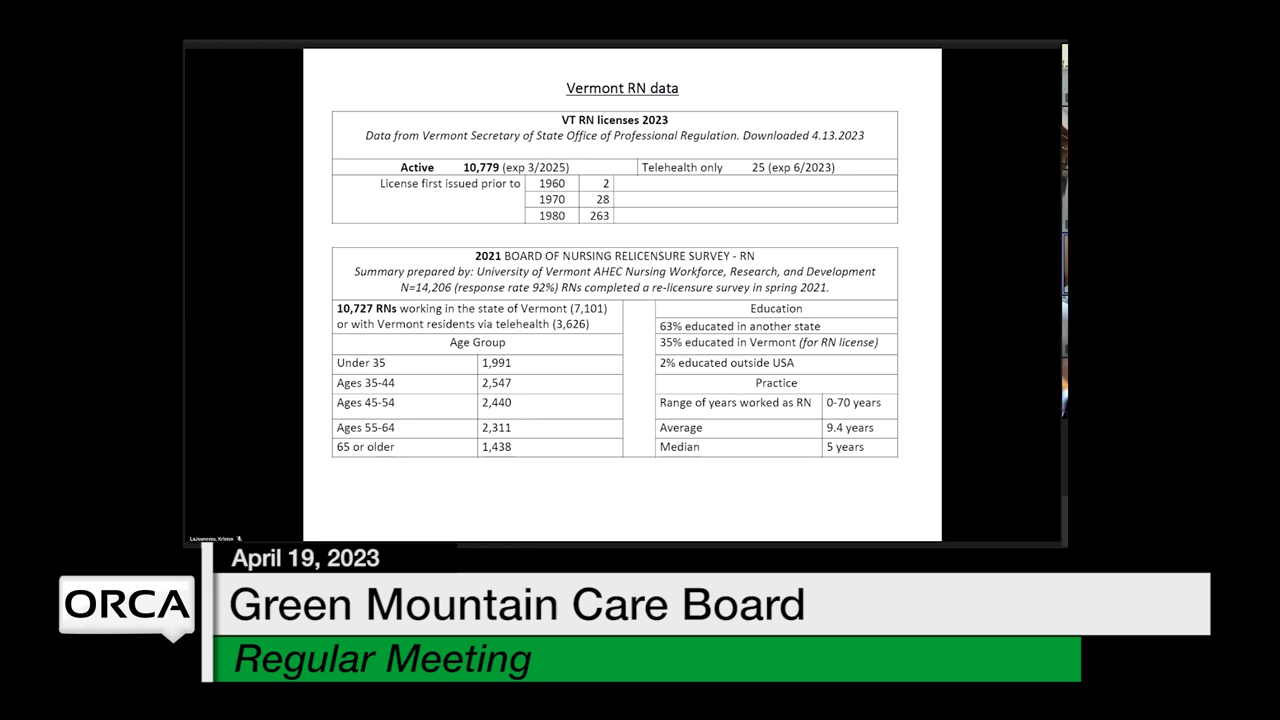 Vermont RN data
VT RN licenses 2023
Data from Vermont Secretary of State Office of Professional Regulation. Downloaded 4.13.2023
Active 10,779 (exp 3/2025) Telehealth only 25 (exp 6/2023)
License first issued prior to 1960 2
1970 28
1980 263
2021 BOARD OF NURSING RELICENSURE SURVEY - RN
Summary prepared by: University of Vermont AHEC Nursing Workforce, Research, and Development
N=14,206 (response rate 92%) RNs completed a re-licensure survey in spring 2021.
10,727 RNs working in the state of Vermont (7,101)
or with Vermont residents via telehealth (3,626)
Age Group
Under 35 1,991
Ages 35-44 2,547
Ages 45-54 2,440
Ages 55-64 2,311
65 or older 1,438
Education
63% educated in another state
35% educated in Vermont (for RN license)
2% educated outside USA
Practice
Range of years worked as RN 0-70 years
Average 9.4 years
Median 5 years
April 19, 2023
ORCA
Green Mountain Care Board
Regular Meeting